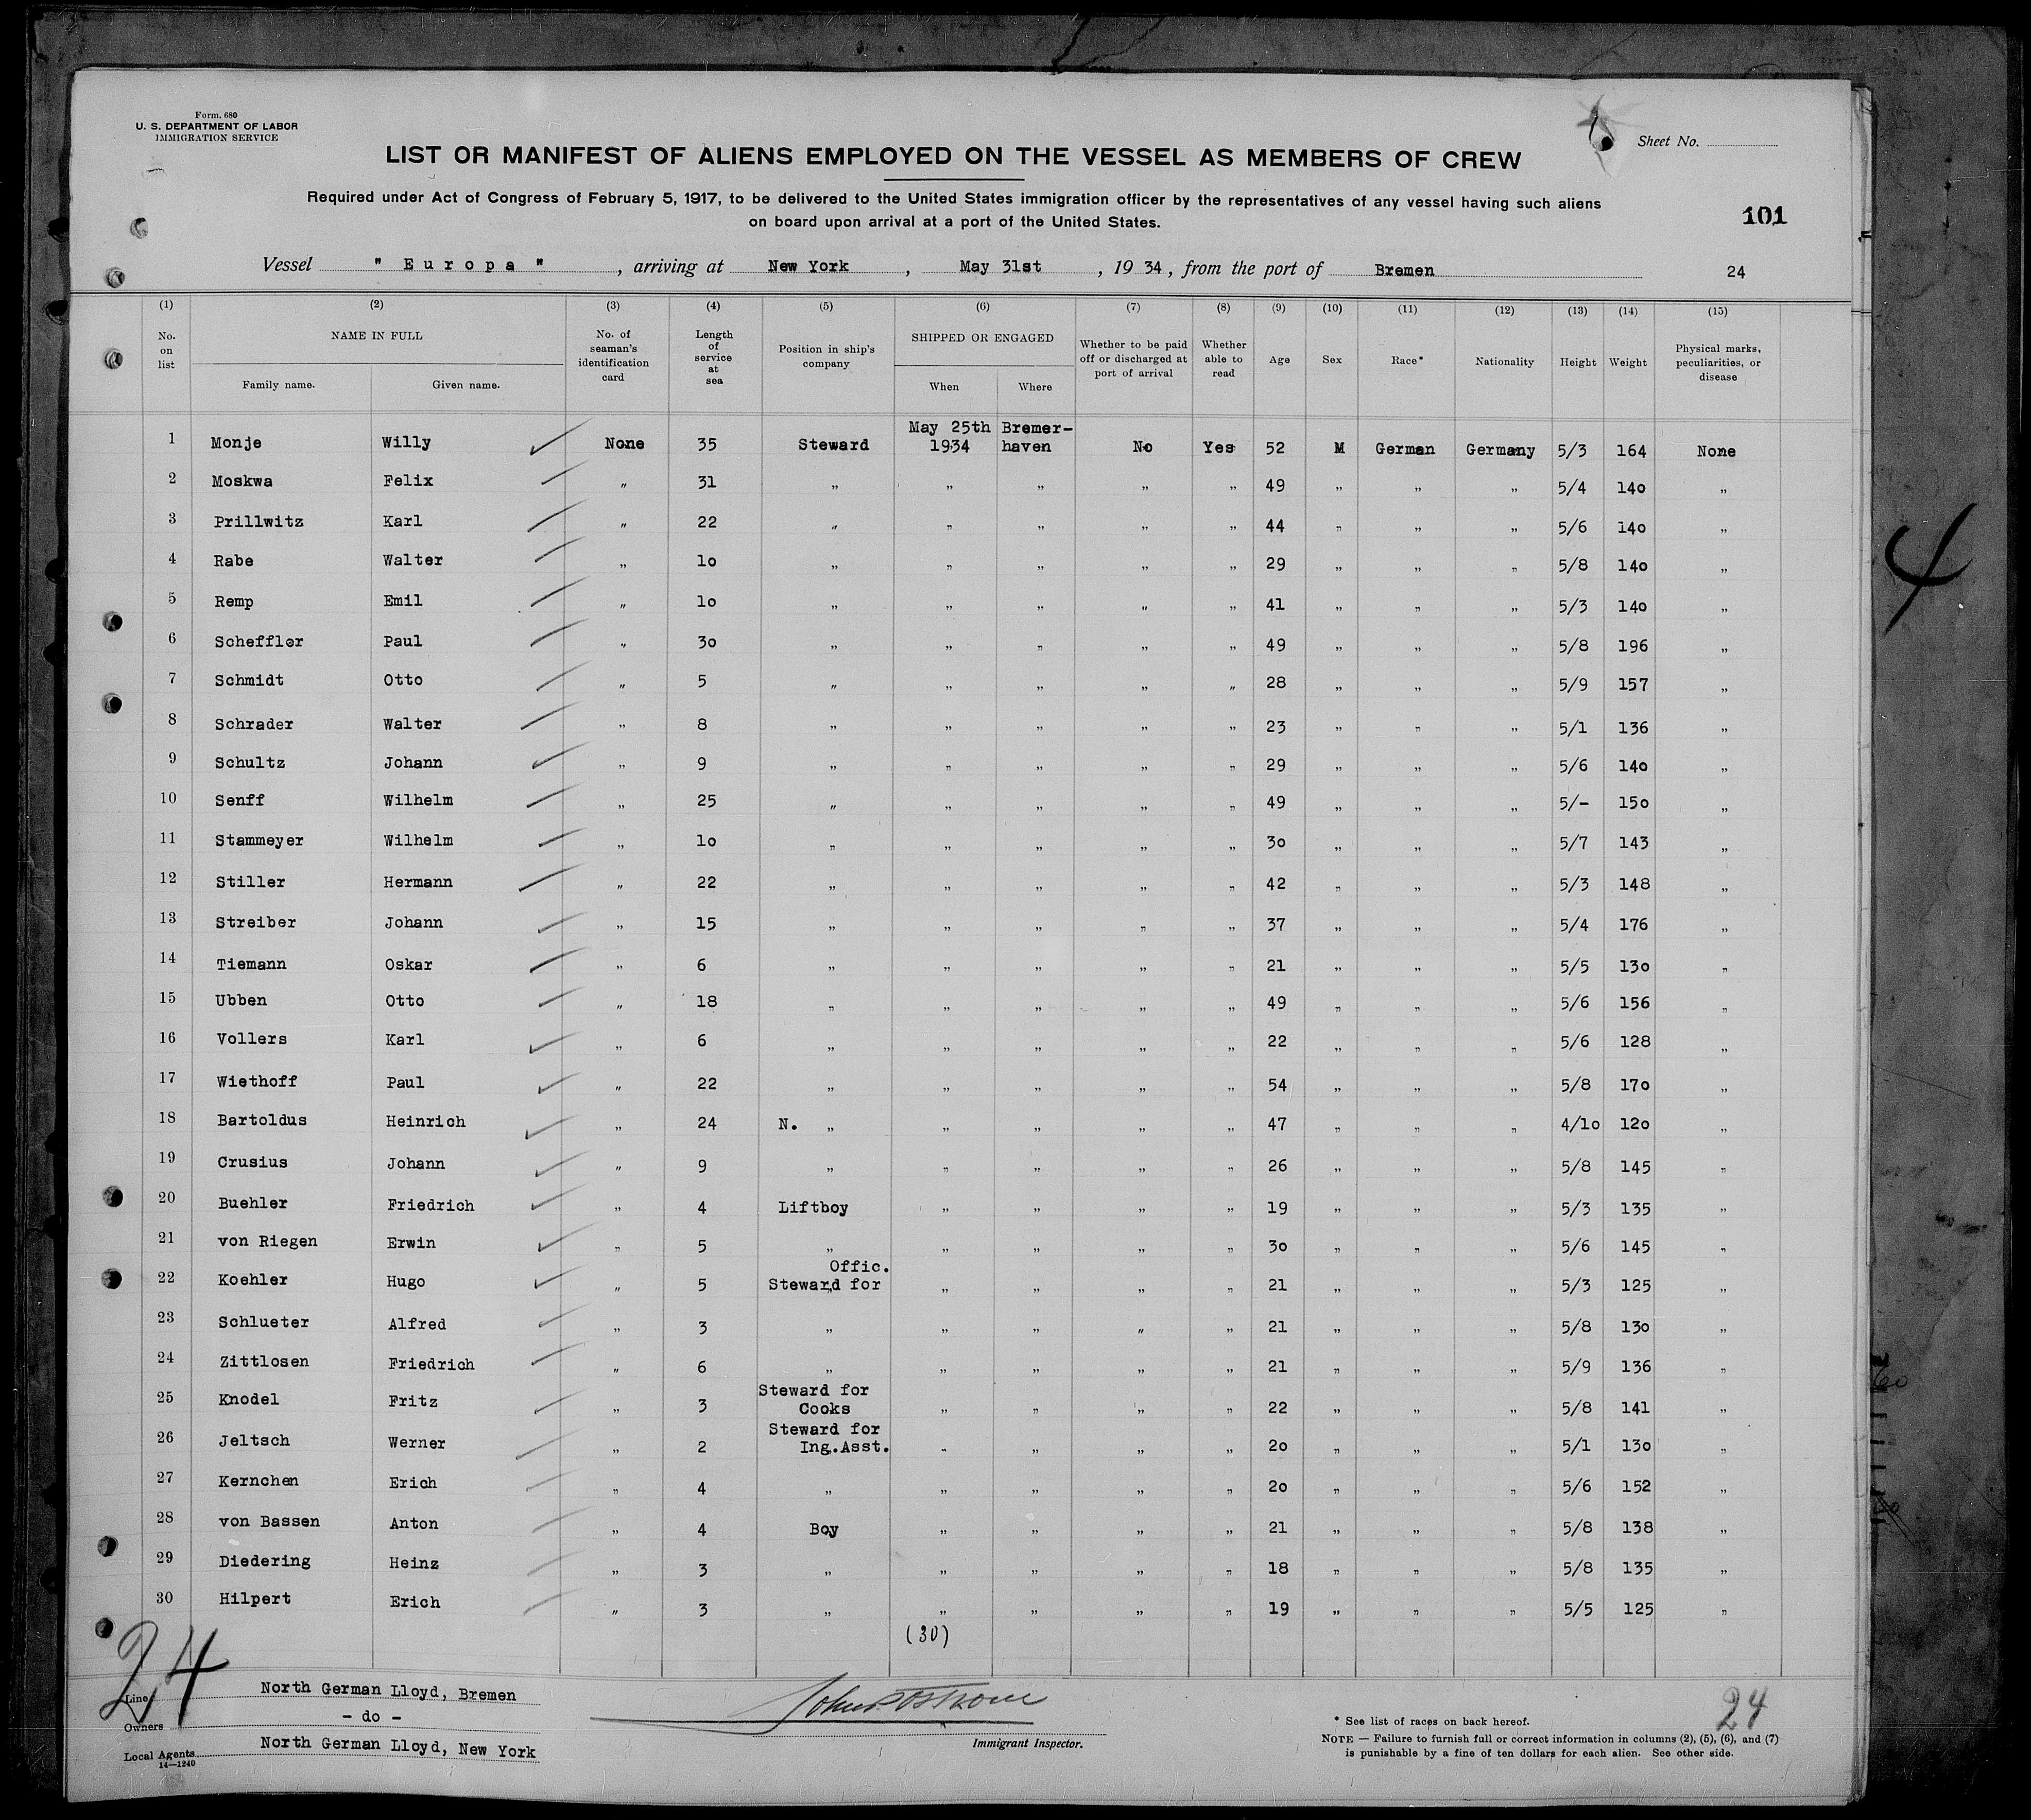 Form. 680
U. S. DEPARTMENT OF LABOR
IMMIGRATION SERVICE
Sheet No.
LIST OR MANIFEST OF ALIENS EMPLOYED ON THE VESSEL AS MEMBERS OF CREW
Required under Act of Congress of February 5, 1917, to be delivered to the United States immigration officer by the representatives of any vessel having such aliens
on board upon arrival at a port of the United States.
101
Vessel " Europa " , arriving at New York , May 31st , 19 34 , from the port of Bremen 24
(1) (2) (3) (4) (5) (6) (7) (8) (9) (10) (11) (12) (13) (14) (15)
No. on list NAME IN FULL Family name. Given name. No. of seaman's identification card Length of service at sea Position in ship's company SHIPPED OR ENGAGED When Where Whether to be paid off or discharged at port of arrival Whether able to read Age Sex Race* Nationality Height Weight Physical marks, peculiarities, or disease
1 Monje Willy None 35 Steward May 25th 1934 Bremer-haven No Yes 52 M German Germany 5/3 164 None
2 Moskwa Felix " 31 " " " " " 49 " " " 5/4 140 "
3 Prillwitz Karl " 22 " " " " " 44 " " " 5/6 140 "
4 Rabe Walter " 10 " " " " " 29 " " " 5/8 140 "
5 Remp Emil " 10 " " " " " 41 " " " 5/3 140 "
6 Scheffler Paul " 30 " " " " " 49 " " " 5/8 196 "
7 Schmidt Otto " 5 " " " " " 28 " " " 5/9 157 "
8 Schrader Walter " 8 " " " " " 23 " " " 5/1 136 "
9 Schultz Johann " 9 " " " " " 29 " " " 5/6 140 "
10 Senff Wilhelm " 25 " " " " " 49 " " " 5/- 150 "
11 Stammeyer Wilhelm " 10 " " " " " 30 " " " 5/7 143 "
12 Stiller Hermann " 22 " " " " " 42 " " " 5/3 148 "
13 Streiber Johann " 15 " " " " " 37 " " " 5/4 176 "
14 Tiemann Oskar " 6 " " " " " 21 " " " 5/5 130 "
15 Ubben Otto " 18 " " " " " 49 " " " 5/6 156 "
16 Vollers Karl " 6 " " " " " 22 " " " 5/6 128 "
17 Wiethoff Paul " 22 " " " " " 54 " " " 5/8 170 "
18 Bartoldus Heinrich " 24 N. " " " " " 47 " " " 4/10 120 "
19 Crusius Johann " 9 " " " " " 26 " " " 5/8 145 "
20 Buehler Friedrich " 4 Liftboy " " " " 19 " " " 5/3 135 "
21 von Riegen Erwin " 5 " " " " " 30 " " " 5/6 145 "
22 Koehler Hugo " 5 Offic. Steward for " " " " 21 " " " 5/3 125 "
23 Schlueter Alfred " 3 " " " " " 21 " " " 5/8 130 "
24 Zittlosen Friedrich " 6 " " " " " 21 " " " 5/9 136 "
25 Knodel Fritz " 3 Steward for Cooks " " " " 22 " " " 5/8 141 "
26 Jeltsch Werner " 2 Steward for Ing.Asst. " " " " 20 " " " 5/1 130 "
27 Kernchen Erich " 4 " " " " " 20 " " " 5/6 152 "
28 von Bassen Anton " 4 Boy " " " " 21 " " " 5/8 138 "
29 Diedering Heinz " 3 " " " " " 18 " " " 5/8 135 "
30 Hilpert Erich " 3 " " " " " 19 " " " 5/5 125 "
(30)
4
24
Line North German Lloyd, Bremen
Owners - do -
Local Agents North German Lloyd, New York
14—1240
Immigrant Inspector.
24
* See list of races on back hereof.
NOTE — Failure to furnish full or correct information in columns (2), (5), (6), and (7)
is punishable by a fine of ten dollars for each alien. See other side.